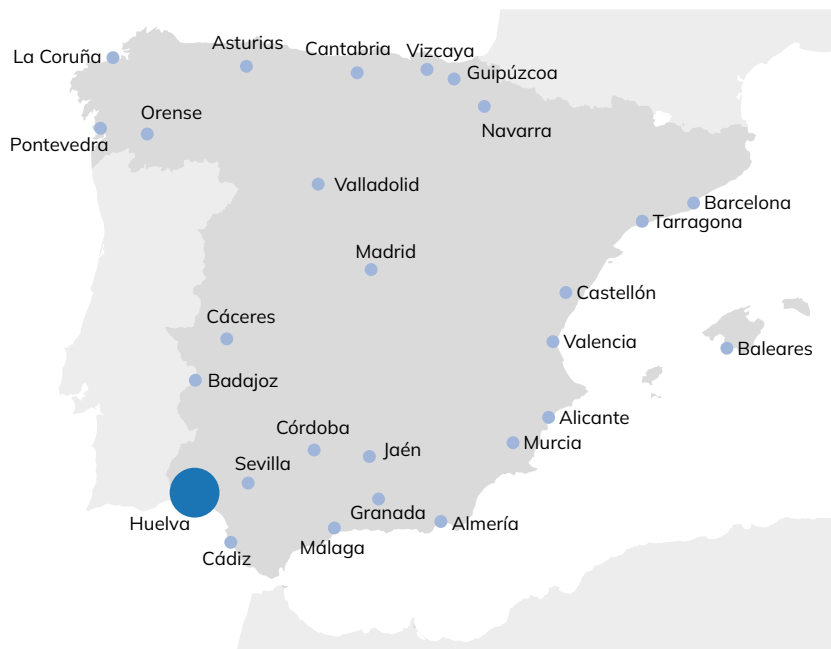 Asturias
Cantabria
Vizcaya
La Coruña
Guipúzcoa
Orense
Navarra
Pontevedra
Valladolid
Barcelona
Tarragona
Madrid
Castellón
Cáceres
Valencia
Baleares
Badajoz
Alicante
Córdoba
Murcia
Jaén
Sevilla
Granada
Huelva
Almería
Málaga
Cádiz